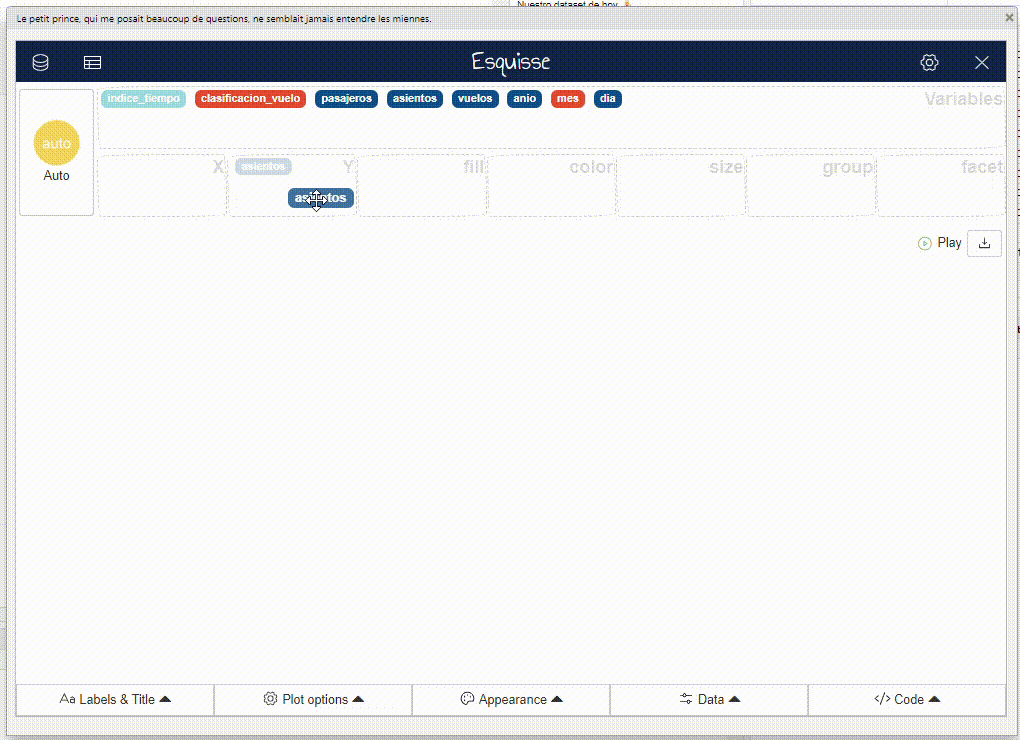 Nuestro dataset de hoy
Le petit prince, qui me posait beaucoup de questions, ne semblait jamais entendre les miennes.
Esquisse
indice_tiempo clasificacion_vuelo pasajeros asientos vuelos anio mes dia Variables
auto
Auto
X asientos Y fill color size group facet
asientos
Play
Aa Labels & Title Plot options Appearance Data </> Code